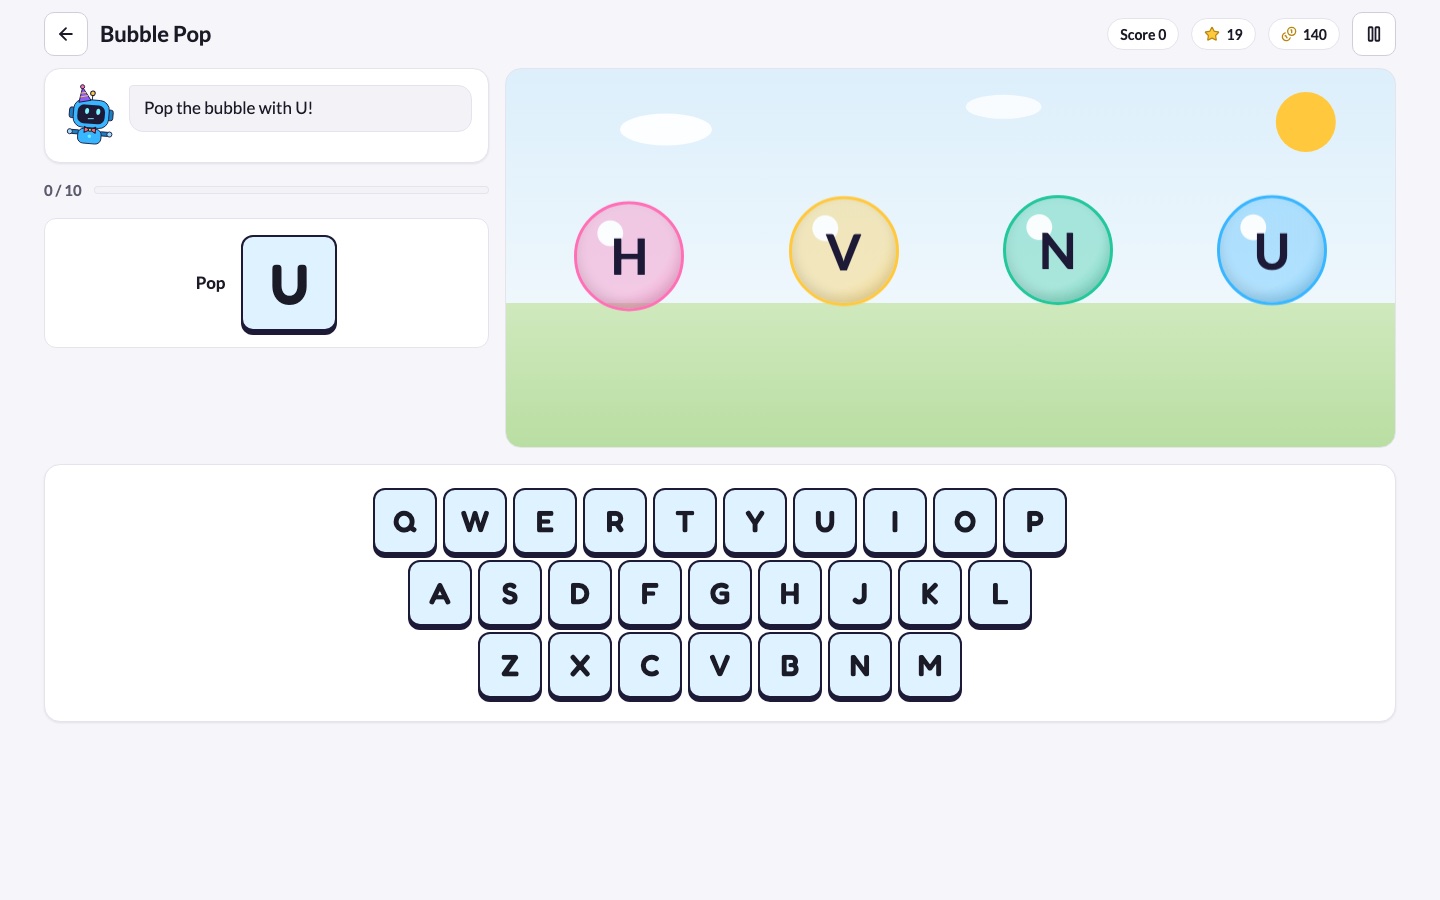 Bubble Pop
Score 0
19
140
Pop the bubble with U!
0 / 10
Pop U
H V N U
Q W E R T Y U I O P
A S D F G H J K L
Z X C V B N M